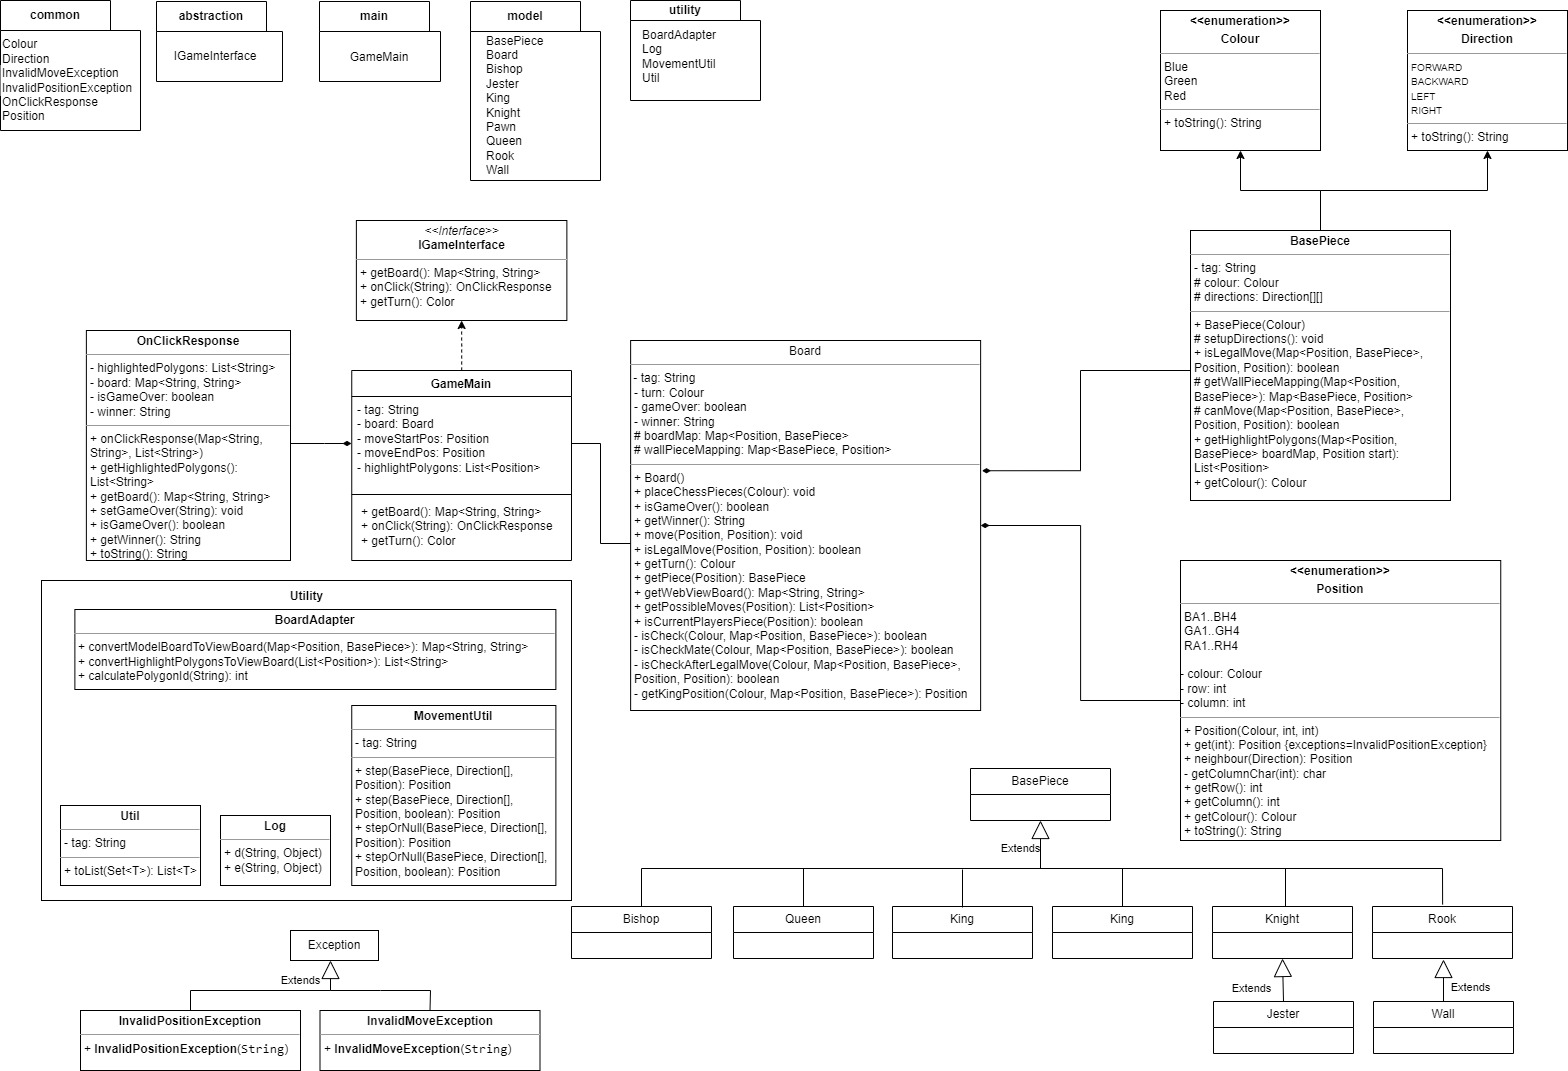 common
Colour
Direction
InvalidMoveException
InvalidPositionException
OnClickResponse
Position
abstraction
IGameInterface
main
GameMain
model
BasePiece
Board
Bishop
Jester
King
Knight
Pawn
Queen
Rook
Wall
utility
BoardAdapter
Log
MovementUtil
Util
<<enumeration>>
Colour
Blue
Green
Red
+ toString(): String
<<enumeration>>
Direction
FORWARD
BACKWARD
LEFT
RIGHT
+ toString(): String
<<Interface>>
IGameInterface
+ getBoard(): Map<String, String>
+ onClick(String): OnClickResponse
+ getTurn(): Color
BasePiece
- tag: String
# colour: Colour
# directions: Direction[][]
+ BasePiece(Colour)
# setupDirections(): void
+ isLegalMove(Map<Position, BasePiece>,
Position, Position): boolean
# getWallPieceMapping(Map<Position,
BasePiece>): Map<BasePiece, Position>
# canMove(Map<Position, BasePiece>,
Position, Position): boolean
+ getHighlightPolygons(Map<Position,
BasePiece> boardMap, Position start):
List<Position>
+ getColour(): Colour
OnClickResponse
- highlightedPolygons: List<String>
- board: Map<String, String>
- isGameOver: boolean
- winner: String
+ onClickResponse(Map<String,
String>, List<String>)
+ getHighlightedPolygons():
List<String>
+ getBoard(): Map<String, String>
+ setGameOver(String): void
+ isGameOver(): boolean
+ getWinner(): String
+ toString(): String
GameMain
- tag: String
- board: Board
- moveStartPos: Position
- moveEndPos: Position
- highlightPolygons: List<Position>
+ getBoard(): Map<String, String>
+ onClick(String): OnClickResponse
+ getTurn(): Color
Board
- tag: String
- turn: Colour
- gameOver: boolean
- winner: String
# boardMap: Map<Position, BasePiece>
# wallPieceMapping: Map<BasePiece, Position>
+ Board()
+ placeChessPieces(Colour): void
+ isGameOver(): boolean
+ getWinner(): String
+ move(Position, Position): void
+ isLegalMove(Position, Position): boolean
+ getTurn(): Colour
+ getPiece(Position): BasePiece
+ getWebViewBoard(): Map<String, String>
+ getPossibleMoves(Position): List<Position>
+ isCurrentPlayersPiece(Position): boolean
- isCheck(Colour, Map<Position, BasePiece>): boolean
- isCheckMate(Colour, Map<Position, BasePiece>): boolean
- isCheckAfterLegalMove(Colour, Map<Position, BasePiece>,
Position, Position): boolean
- getKingPosition(Colour, Map<Position, BasePiece>): Position
<<enumeration>>
Position
BA1..BH4
GA1..GH4
RA1..RH4
- colour: Colour
- row: int
- column: int
+ Position(Colour, int, int)
+ get(int): Position {exceptions=InvalidPositionException}
+ neighbour(Direction): Position
- getColumnChar(int): char
+ getRow(): int
+ getColumn(): int
+ getColour(): Colour
+ toString(): String
Utility
BoardAdapter
+ convertModelBoardToViewBoard(Map<Position, BasePiece>): Map<String, String>
+ convertHighlightPolygonsToViewBoard(List<Position>): List<String>
+ calculatePolygonId(String): int
MovementUtil
- tag: String
+ step(BasePiece, Direction[],
Position): Position
+ step(BasePiece, Direction[],
Position, boolean): Position
+ stepOrNull(BasePiece, Direction[],
Position): Position
+ stepOrNull(BasePiece, Direction[],
Position, boolean): Position
Util
- tag: String
+ toList(Set<T>): List<T>
Log
+ d(String, Object)
+ e(String, Object)
BasePiece
Extends
Bishop
Queen
King
King
Knight
Rook
Extends
Extends
Jester
Wall
Exception
Extends
InvalidPositionException
+ InvalidPositionException(String)
InvalidMoveException
+ InvalidMoveException(String)